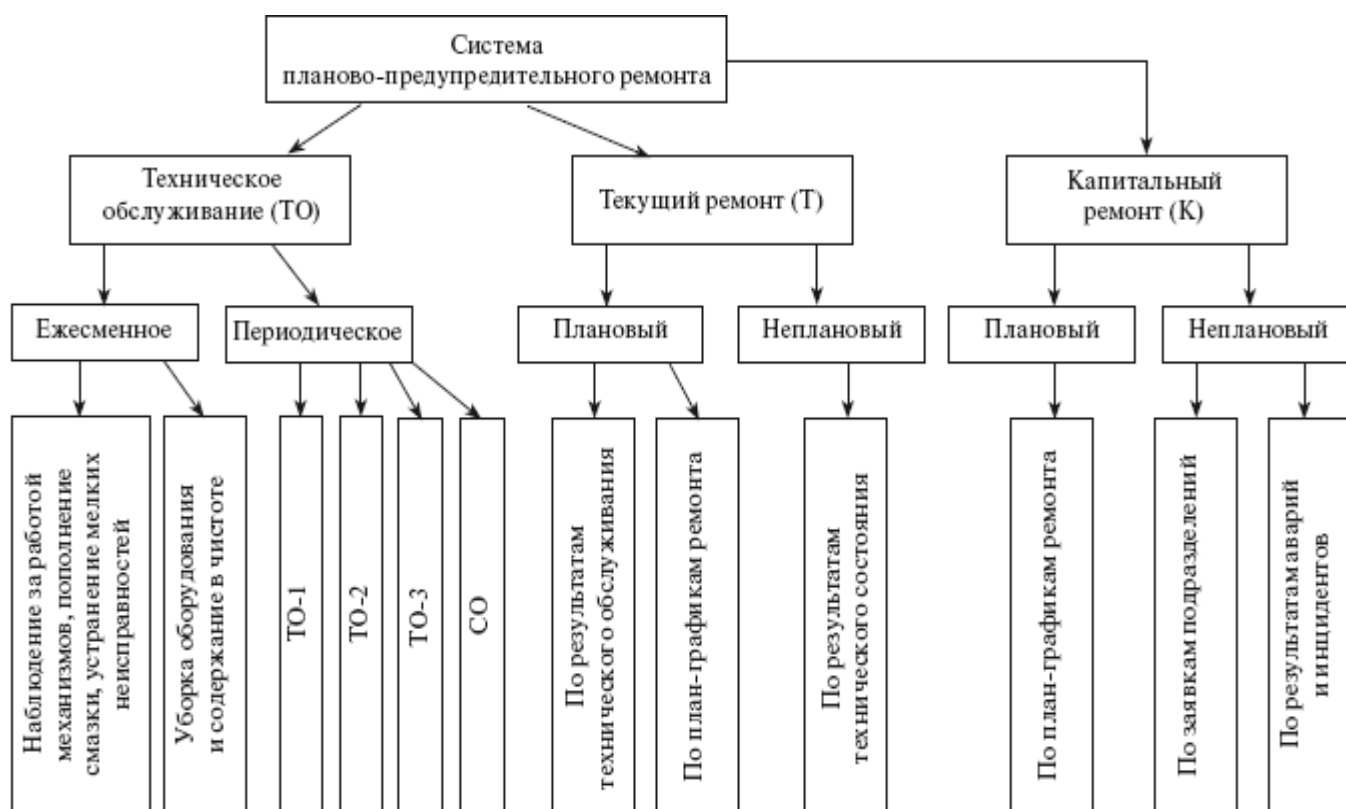 Система
планово-предупредительного ремонта
Техническое
обслуживание (ТО)
Текущий ремонт (Т)
Капитальный
ремонт (К)
Ежесменное
Периодическое
Плановый
Неплановый
Плановый
Неплановый
Наблюдение за работой
механизмов, пополнение
смазки, устранение мелких
неисправностей
Уборка оборудования
и содержание в чистоте
ТО-1
ТО-2
ТО-3
СО
По результатам
технического обслуживания
По план-графикам ремонта
По результатам
технического состояния
По план-графикам ремонта
По заявкам подразделений
По результатам аварий
и инцидентов